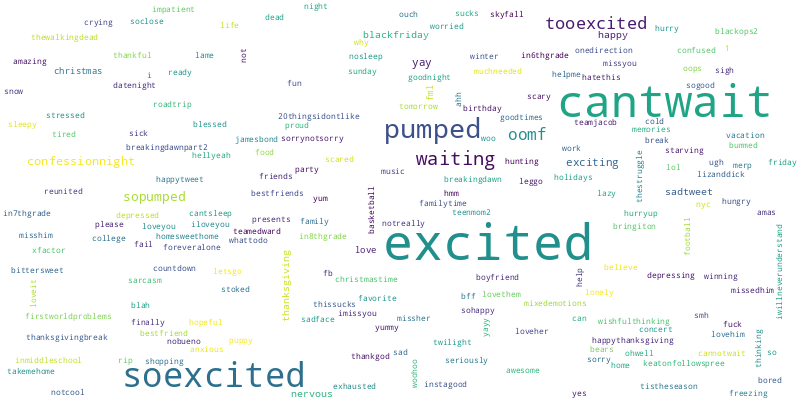 night
impatient
skyfall
ouch
sucks
crying
soclose
dead
tooexcited
life
worried
hurry
blackops2
thewalkingdead
blackfriday
happy
why
onedirection
confused
!
not
thankful
lame
nosleep
yay
winter
in6thgrade
missyou
amazing
oops
sigh
christmas
i
ready
sunday
goodnight
muchneeded
helpme
hatethis
datenight
fun
sogood
snow
fml
ahh
scary
cantwait
roadtrip
tomorrow
birthday
stressed
20thingsidontlike
goodtimes
sleepy
blessed
proud
pumped
oomf
teamjacob
cold
memories
tired
sick
jamesbond
sorrynotsorry
woo
break
vacation
breakingdawnpart2
work
bummed
hellyeah
food
starving
confessionnight
scared
waiting
hunting
exciting
thestruggle
lol
ugh
merp
friday
party
music
breakingdawn
holidays
lizanddick
happytweet
friends
leggo
reunited
bestfriends
hmm
lazy
sadtweet
sopumped
yum
basketball
familytime
nyc
hungry
in7thgrade
depressed
cantsleep
presents
teenmom2
hurryup
amas
please
loveyou
iloveyou
family
notreally
bringiton
football
misshim
homesweethome
teamedward
in8thgrade
iwillneverunderstand
college
whattodo
excited
xfactor
fail
foreveralone
love
bittersweet
countdown
letsgo
thanksgiving
fb
help
believe
depressing
winning
loveit
sarcasm
stoked
christmastime
boyfriend
lonely
missedhim
blah
thissucks
favorite
bff
lovethem
mixedemotions
firstworldproblems
finally
hopeful
sadface
imissyou
missher
sohappy
can
wishfulthinking
smh
fuck
bestfriend
yummy
yayy
loveher
concert
lovehim
thanksgivingbreak
nobueno
puppy
twilight
happythanksgiving
thinking
anxious
thankgod
sad
bears
ohwell
cannotwait
so
inmiddleschool
rip
shopping
woohoo
seriously
sorry
home
keatonfollowspree
takemehome
soexcited
awesome
bored
notcool
nervous
exhausted
instagood
yes
tistheseason
freezing